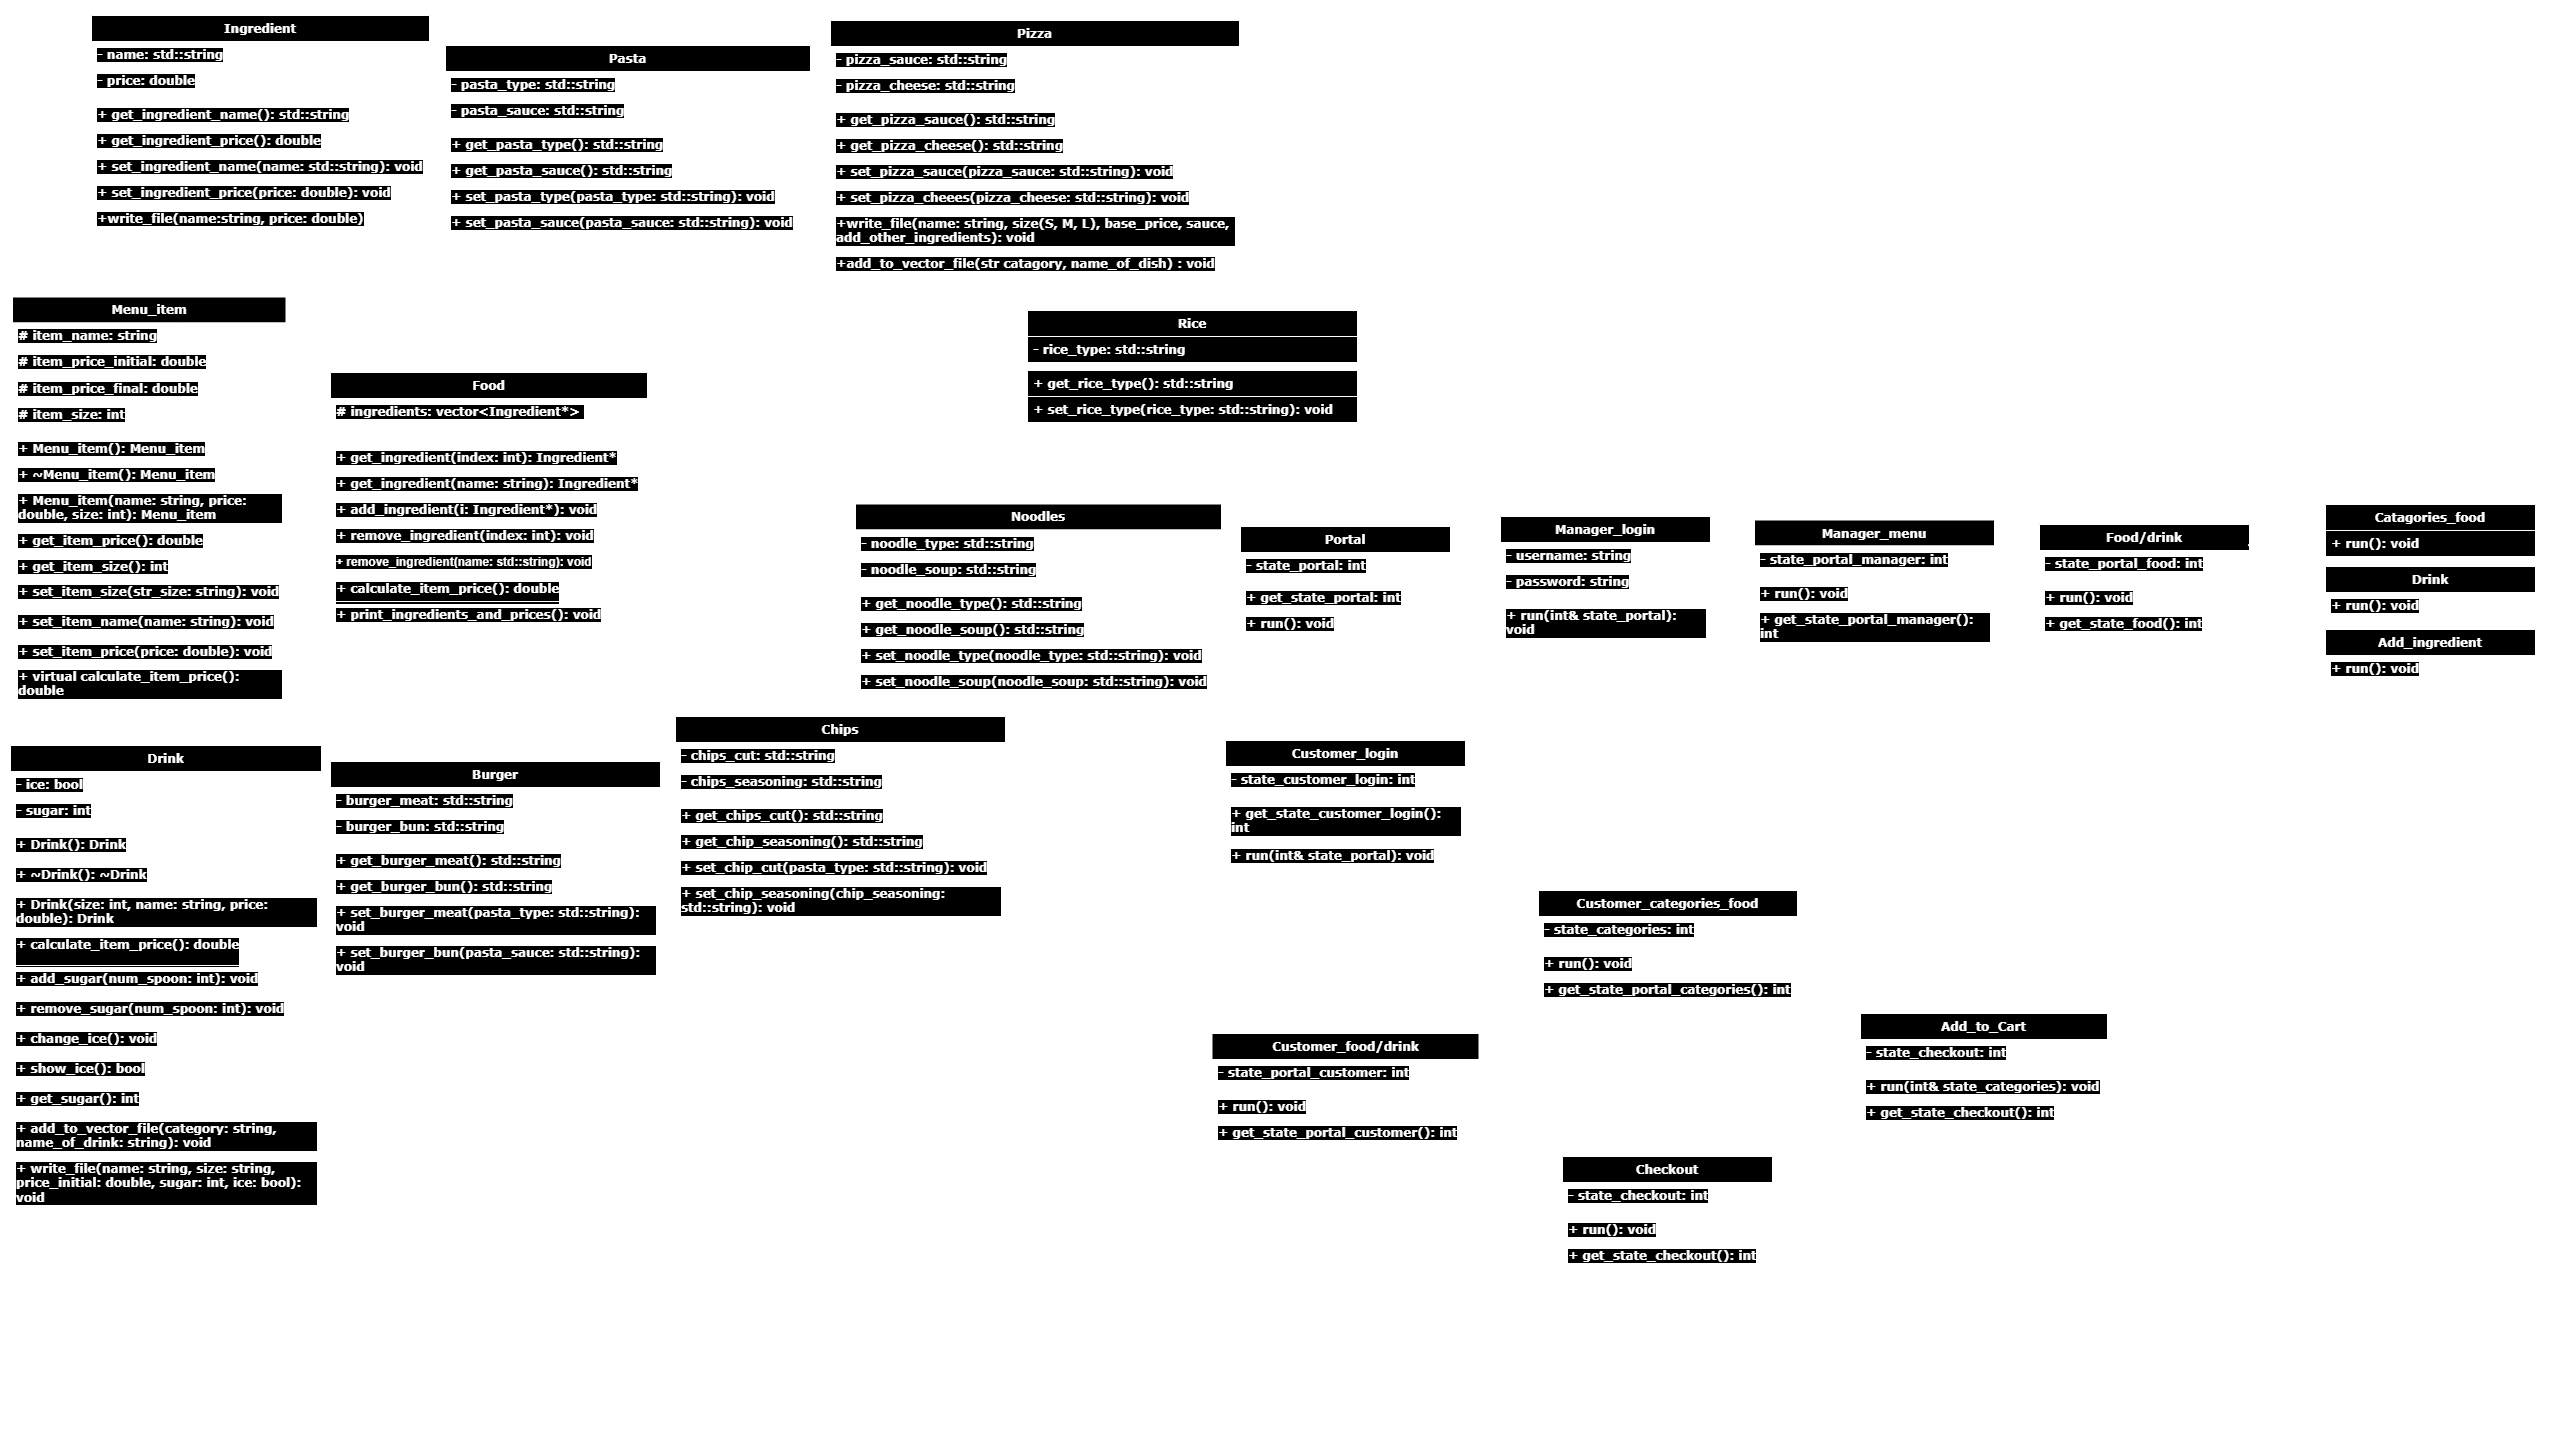 Ingredient
- name: std::string
- price: double
+ get_ingredient_name(): std::string
+ get_ingredient_price(): double
+ set_ingredient_name(name: std::string): void
+ set_ingredient_price(price: double): void
+write_file(name:string, price: double)
Pasta
- pasta_type: std::string
- pasta_sauce: std::string
+ get_pasta_type(): std::string
+ get_pasta_sauce(): std::string
+ set_pasta_type(pasta_type: std::string): void
+ set_pasta_sauce(pasta_sauce: std::string): void
Pizza
- pizza_sauce: std::string
- pizza_cheese: std::string
+ get_pizza_sauce(): std::string
+ get_pizza_cheese(): std::string
+ set_pizza_sauce(pizza_sauce: std::string): void
+ set_pizza_cheees(pizza_cheese: std::string): void
+write_file(name: string, size(S, M, L), base_price, sauce,
add_other_ingredients): void
+add_to_vector_file(str catagory, name_of_dish) : void
Menu_item
# item_name: string
# item_price_initial: double
# item_price_final: double
# item_size: int
+ Menu_item(): Menu_item
+ ~Menu_item(): Menu_item
+ Menu_item(name: string, price:
double, size: int): Menu_item
+ get_item_price(): double
+ get_item_size(): int
+ set_item_size(str_size: string): void
+ set_item_name(name: string): void
+ set_item_price(price: double): void
+ virtual calculate_item_price():
double
Food
# ingredients: vector<Ingredient*>
+ get_ingredient(index: int): Ingredient*
+ get_ingredient(name: string): Ingredient*
+ add_ingredient(i: Ingredient*): void
+ remove_ingredient(index: int): void
+ remove_ingredient(name: std::string): void
+ calculate_item_price(): double
+ print_ingredients_and_prices(): void
Rice
- rice_type: std::string
+ get_rice_type(): std::string
+ set_rice_type(rice_type: std::string): void
Noodles
- noodle_type: std::string
- noodle_soup: std::string
+ get_noodle_type(): std::string
+ get_noodle_soup(): std::string
+ set_noodle_type(noodle_type: std::string): void
+ set_noodle_soup(noodle_soup: std::string): void
Portal
- state_portal: int
+ get_state_portal: int
+ run(): void
Manager_login
- username: string
- password: string
+ run(int& state_portal):
void
Manager_menu
- state_portal_manager: int
+ run(): void
+ get_state_portal_manager():
int
Food/drink
- state_portal_food: int
+ run(): void
+ get_state_food(): int
Catagories_food
+ run(): void
Drink
+ run(): void
Add_ingredient
+ run(): void
Drink
- ice: bool
- sugar: int
+ Drink(): Drink
+ ~Drink(): ~Drink
+ Drink(size: int, name: string, price:
double): Drink
+ calculate_item_price(): double
+ add_sugar(num_spoon: int): void
+ remove_sugar(num_spoon: int): void
+ change_ice(): void
+ show_ice(): bool
+ get_sugar(): int
+ add_to_vector_file(category: string,
name_of_drink: string): void
+ write_file(name: string, size: string,
price_initial: double, sugar: int, ice: bool):
void
Burger
- burger_meat: std::string
- burger_bun: std::string
+ get_burger_meat(): std::string
+ get_burger_bun(): std::string
+ set_burger_meat(pasta_type: std::string):
void
+ set_burger_bun(pasta_sauce: std::string):
void
Chips
- chips_cut: std::string
- chips_seasoning: std::string
+ get_chips_cut(): std::string
+ get_chip_seasoning(): std::string
+ set_chip_cut(pasta_type: std::string): void
+ set_chip_seasoning(chip_seasoning:
std::string): void
Customer_login
- state_customer_login: int
+ get_state_customer_login():
int
+ run(int& state_portal): void
Customer_categories_food
- state_categories: int
+ run(): void
+ get_state_portal_categories(): int
Customer_food/drink
- state_portal_customer: int
+ run(): void
+ get_state_portal_customer(): int
Add_to_Cart
- state_checkout: int
+ run(int& state_categories): void
+ get_state_checkout(): int
Checkout
- state_checkout: int
+ run(): void
+ get_state_checkout(): int